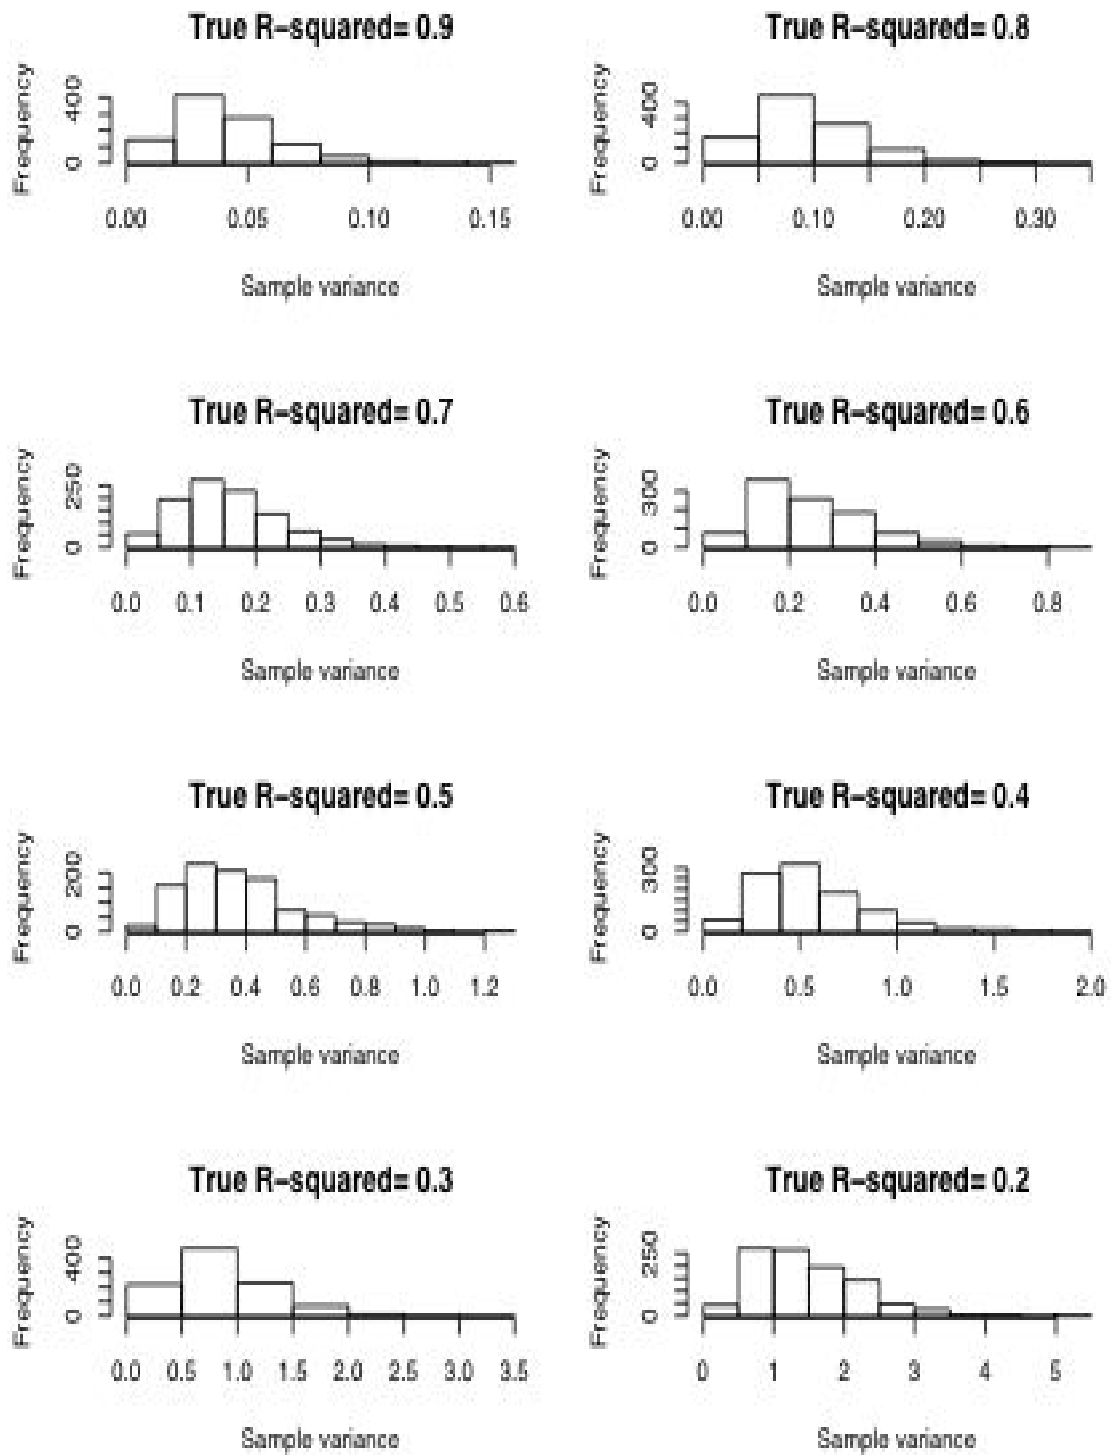 True R-squared= 0.9
Frequency
0 400
0.00 0.05 0.10 0.15
Sample variance
True R-squared= 0.8
Frequency
0 400
0.00 0.10 0.20 0.30
Sample variance
True R-squared= 0.7
Frequency
0 250
0.0 0.1 0.2 0.3 0.4 0.5 0.6
Sample variance
True R-squared= 0.6
Frequency
0 300
0.0 0.2 0.4 0.6 0.8
Sample variance
True R-squared= 0.5
Frequency
0 200
0.0 0.2 0.4 0.6 0.8 1.0 1.2
Sample variance
True R-squared= 0.4
Frequency
0 300
0.0 0.5 1.0 1.5 2.0
Sample variance
True R-squared= 0.3
Frequency
0 400
0.0 0.5 1.0 1.5 2.0 2.5 3.0 3.5
Sample variance
True R-squared= 0.2
Frequency
0 250
0 1 2 3 4 5
Sample variance